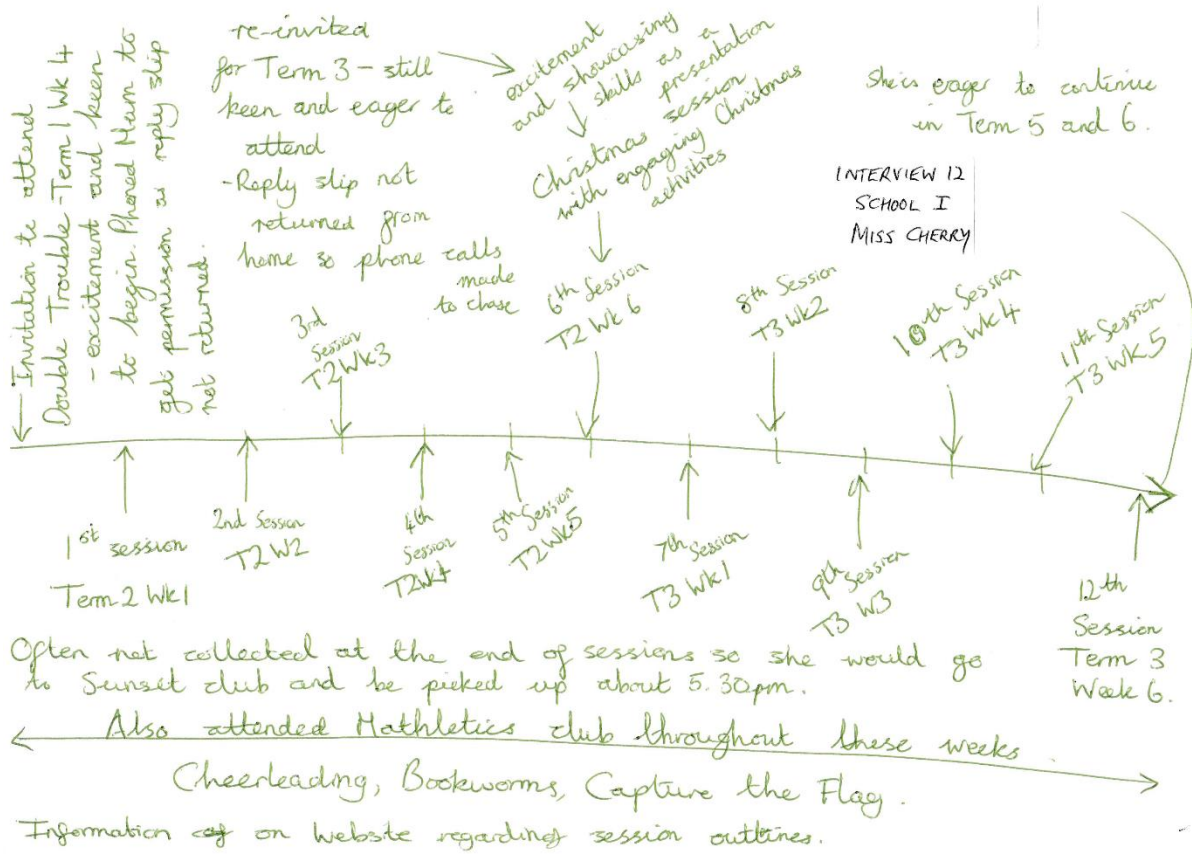 Invitation to attend
Double Trouble - Term 1 Wk 4
- excitement and keen
to begin. Phoned Mum to
get permission as reply slip
not returned.
re-invited
for Term 3 - still
keen and eager to
attend
- Reply slip not
returned from
home so phone calls
made
to chase
excitement
and showcasing
skills as a
presentation
Christmas session
with engaging Christmas
activities
She is eager to continue
in Term 5 and 6.
INTERVIEW 12
SCHOOL I
MISS CHERRY
3rd
Session
T2 Wk3
6th Session
T2 Wk 6
8th Session
T3 Wk2
10th Session
T3 Wk 4
11th Session
T3 Wk 5
1st session
Term 2 Wk1
2nd Session
T2 W2
4th
Session
T2Wk4
5th Session
T2 Wk5
7th Session
T3 Wk1
9th Session
T3 W3
12th
Session
Term 3
Week 6.
Often not collected at the end of sessions so she would go
to Sunset club and be picked up about 5.30pm.
Also attended Mathletics club throughout these weeks
Cheerleading, Bookworms, Capture the Flag.
Information on website regarding session outlines.